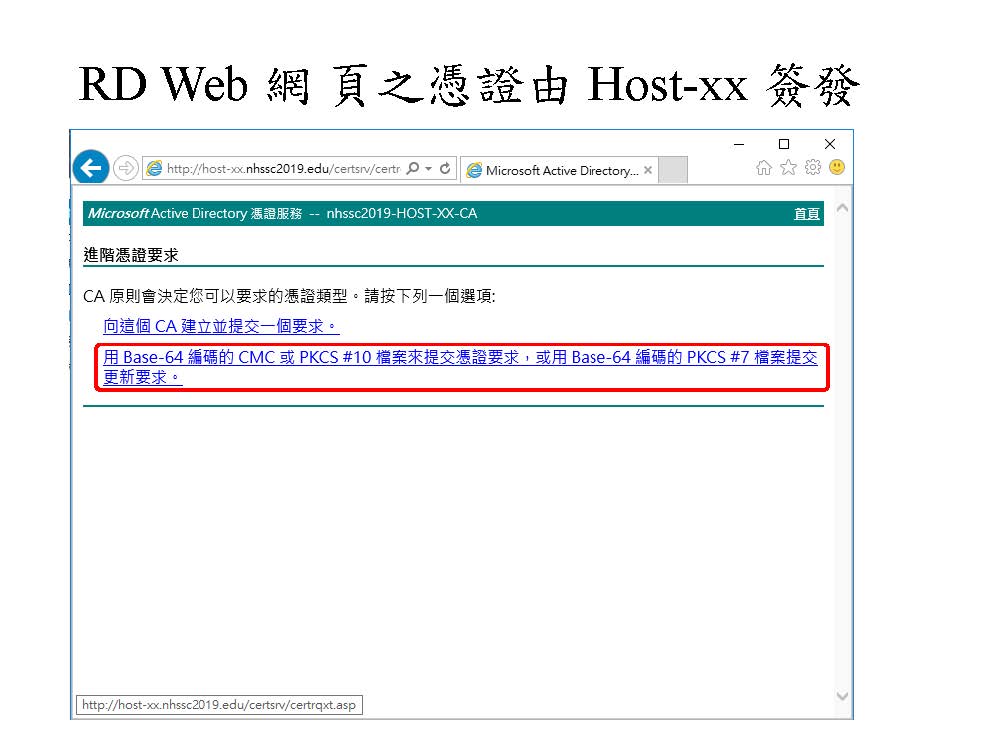 RD Web 網 頁之憑證由 Host-xx 簽發
http://host-xx.nhssc2019.edu/certsrv/certr
Microsoft Active Directory...
Microsoft Active Directory 憑證服務 -- nhssc2019-HOST-XX-CA
首頁
進階憑證要求
CA 原則會決定您可以要求的憑證類型。請按下列一個選項:
向這個 CA 建立並提交一個要求。
用 Base-64 編碼的 CMC 或 PKCS #10 檔案來提交憑證要求，或用 Base-64 編碼的 PKCS #7 檔案提交
更新要求。
http://host-xx.nhssc2019.edu/certsrv/certrqxt.asp